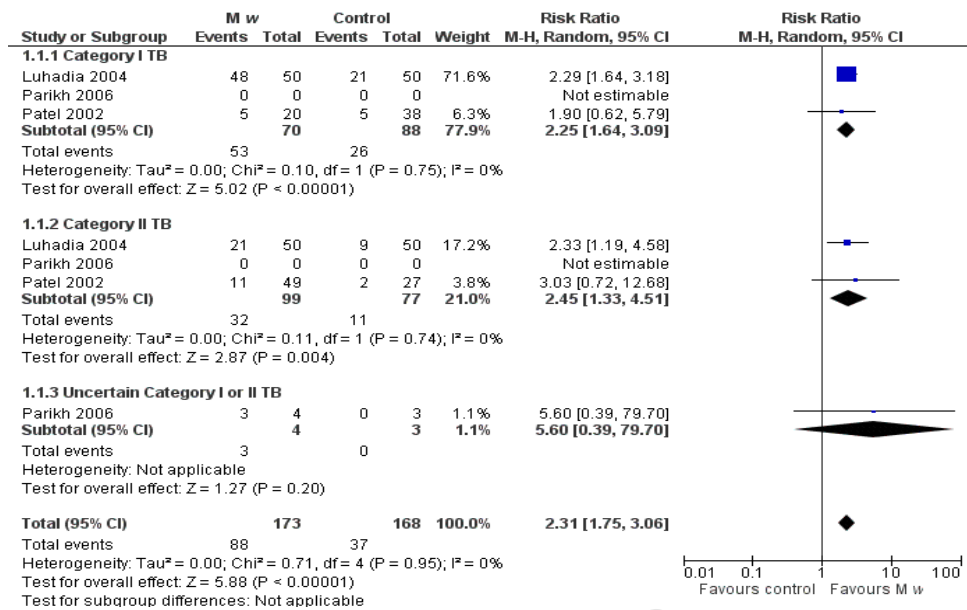 M w Control Risk Ratio Risk Ratio
Study or Subgroup Events Total Events Total Weight M-H, Random, 95% CI M-H, Random, 95% CI
1.1.1 Category I TB
Luhadia 2004 48 50 21 50 71.6% 2.29 [1.64, 3.18]
Parikh 2006 0 0 0 0 Not estimable
Patel 2002 5 20 5 38 6.3% 1.90 [0.62, 5.79]
Subtotal (95% CI) 70 88 77.9% 2.25 [1.64, 3.09]
Total events 53 26
Heterogeneity: Tau² = 0.00; Chi² = 0.10, df = 1 (P = 0.75); I² = 0%
Test for overall effect: Z = 5.02 (P < 0.00001)
1.1.2 Category II TB
Luhadia 2004 21 50 9 50 17.2% 2.33 [1.19, 4.58]
Parikh 2006 0 0 0 0 Not estimable
Patel 2002 11 49 2 27 3.8% 3.03 [0.72, 12.68]
Subtotal (95% CI) 99 77 21.0% 2.45 [1.33, 4.51]
Total events 32 11
Heterogeneity: Tau² = 0.00; Chi² = 0.11, df = 1 (P = 0.74); I² = 0%
Test for overall effect: Z = 2.87 (P = 0.004)
1.1.3 Uncertain Category I or II TB
Parikh 2006 3 4 0 3 1.1% 5.60 [0.39, 79.70]
Subtotal (95% CI) 4 3 1.1% 5.60 [0.39, 79.70]
Total events 3 0
Heterogeneity: Not applicable
Test for overall effect: Z = 1.27 (P = 0.20)
Total (95% CI) 173 168 100.0% 2.31 [1.75, 3.06]
Total events 88 37
Heterogeneity: Tau² = 0.00; Chi² = 0.71, df = 4 (P = 0.95); I² = 0%
Test for overall effect: Z = 5.88 (P < 0.00001)
Test for subgroup differences: Not applicable
0.01 0.1 1 10 100
Favours control Favours M w